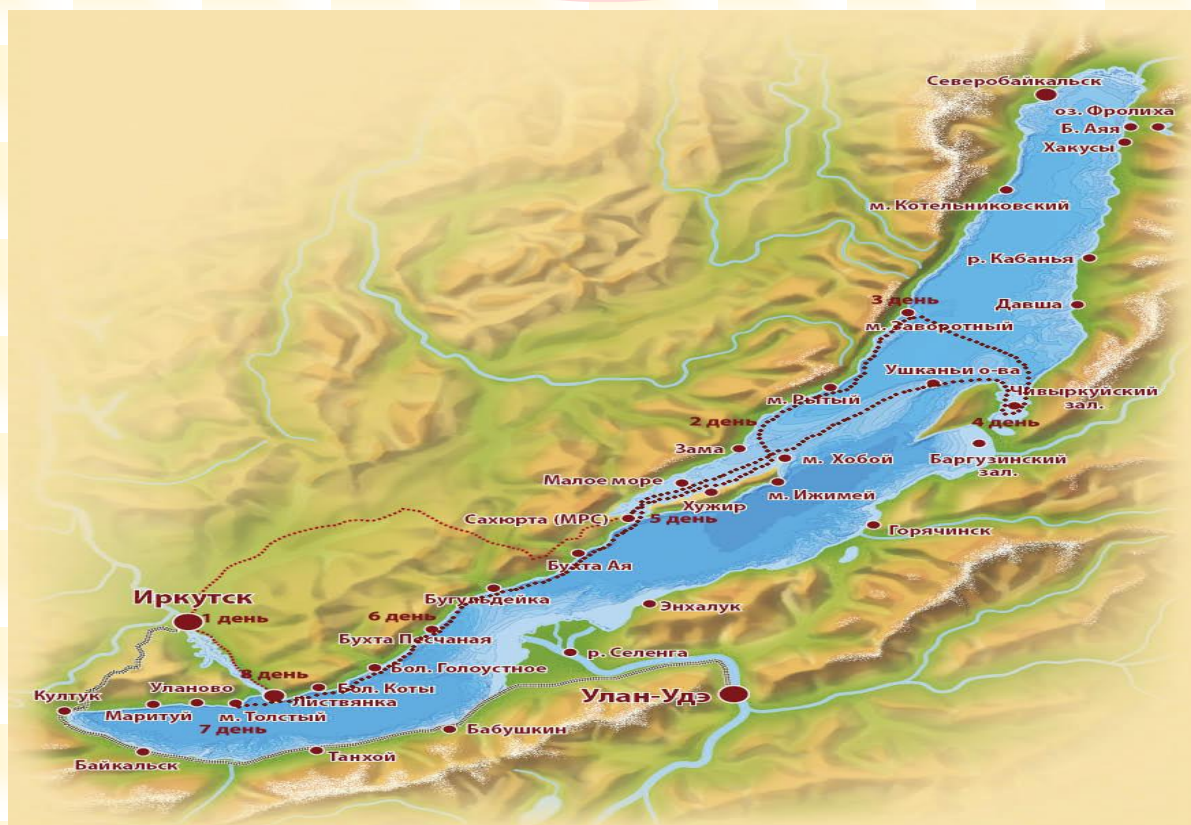 Северобайкальск
оз. Фролиха
Б. Аяя
Хакусы
м. Котельниковский
р. Кабанья
3 день
Давша
м. Заворотный
Ушканьи о-ва
м. Рытый
Чивыркуйский
зал.
2 день
4 день
Зама
м. Хобой
Баргузинский
зал.
Малое море
м. Ижимей
Хужир
Сахюрта (МРС)
5 день
Горячинск
Бухта Ая
Бугульдейка
Иркутск
Энхалук
1 день
6 день
Бухта Песчаная
р. Селенга
Бол. Голоустное
8 день
Култук
Уланово
Бол. Коты
Улан-Удэ
Листвянка
Маритуй
м. Толстый
7 день
Бабушкин
Танхой
Байкальск